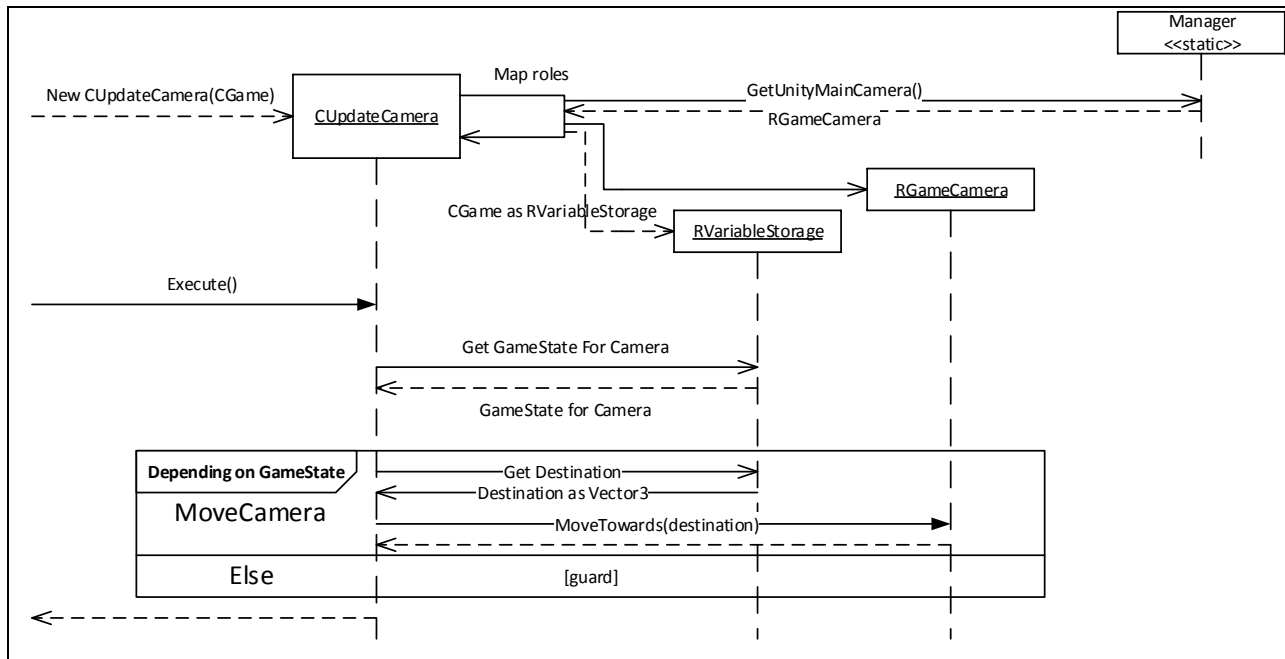 Manager
<<static>>
Map roles
New CUpdateCamera(CGame)
GetUnityMainCamera()
RGameCamera
CUpdateCamera
RGameCamera
CGame as RVariableStorage
RVariableStorage
Execute()
Get GameState For Camera
GameState for Camera
Depending on GameState
Get Destination
Destination as Vector3
MoveCamera
MoveTowards(destination)
Else
[guard]